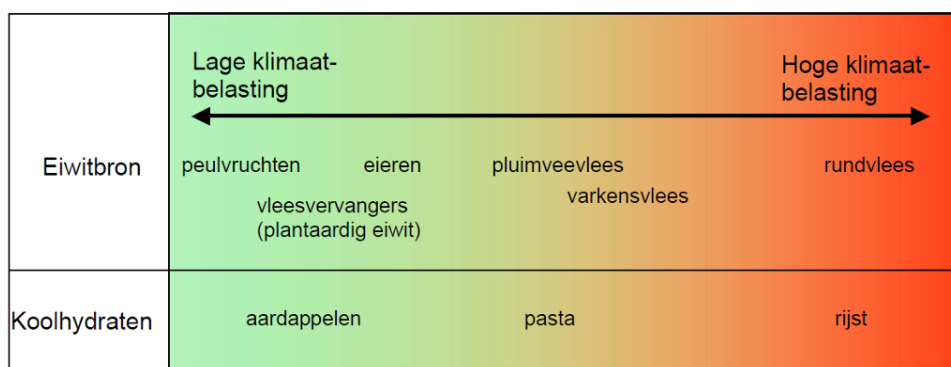 Lage klimaat-
belasting
Hoge klimaat-
belasting
Eiwitbron
peulvruchten
eieren
pluimveevlees
rundvlees
vleesvervangers
(plantaardig eiwit)
varkensvlees
Koolhydraten
aardappelen
pasta
rijst